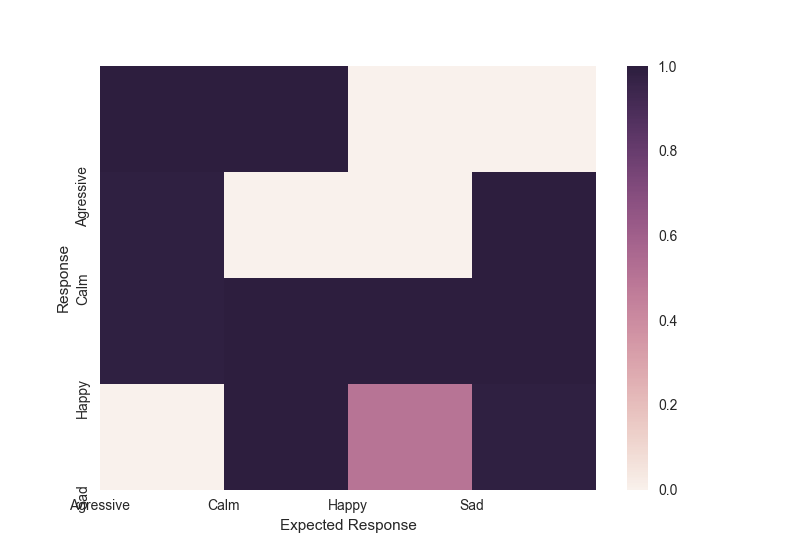 Response
Agressive
Calm
Happy
Sad
Agressive
Calm
Happy
Sad
Expected Response
1.0
0.8
0.6
0.4
0.2
0.0